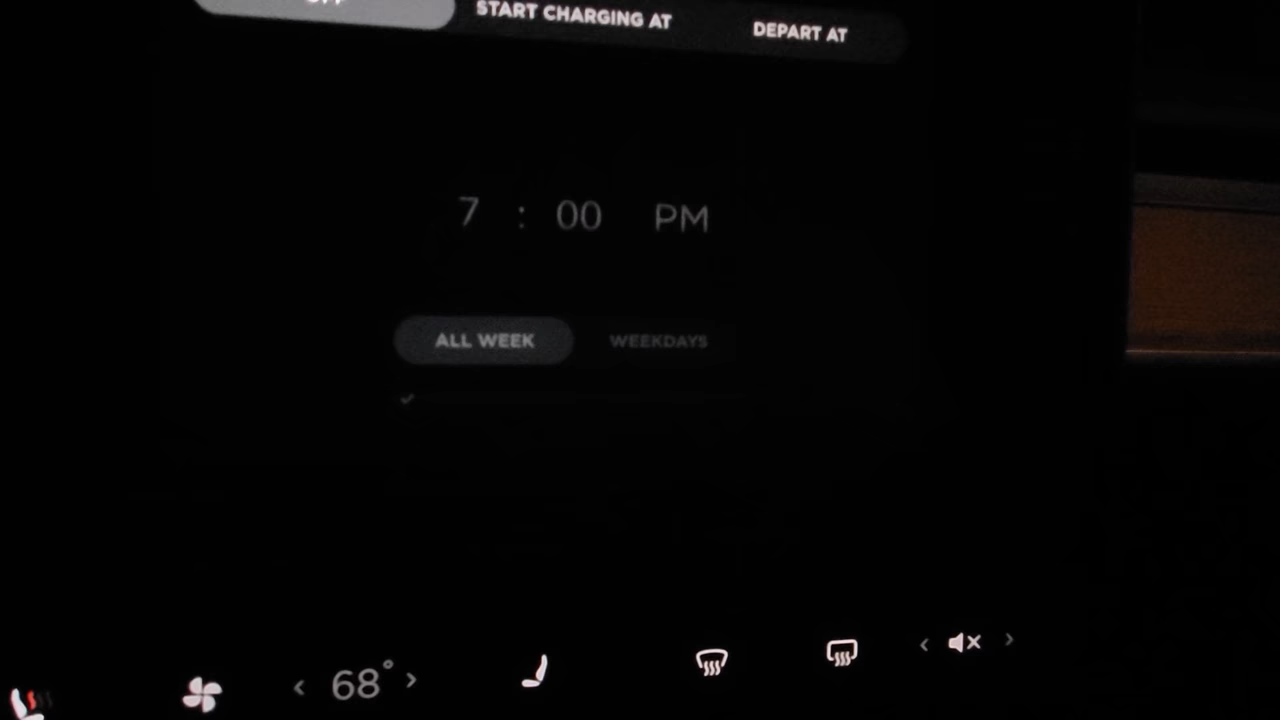 START CHARGING AT
DEPART AT
7 : 00 PM
ALL WEEK
WEEKDAYS
68°